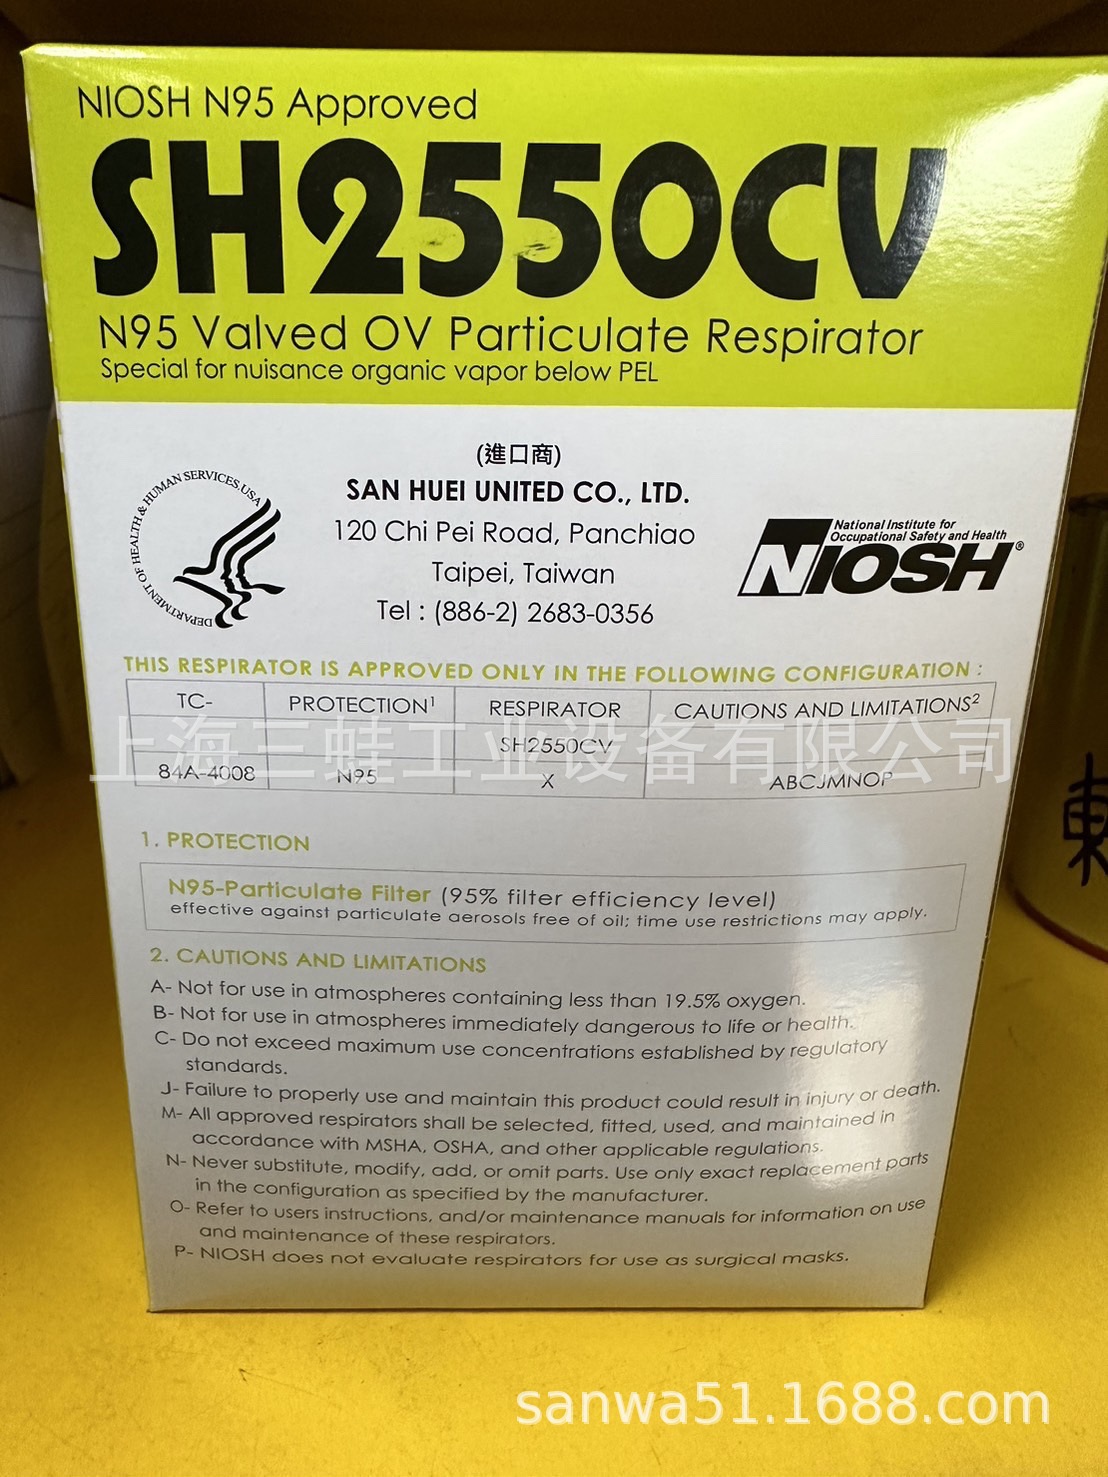 NIOSH N95 Approved
SH2550CV
N95 Valved OV Particulate Respirator
Special for nuisance organic vapor below PEL
(進口商)
SAN HUEI UNITED CO., LTD.
120 Chi Pei Road, Panchiao
Taipei, Taiwan
Tel : (886-2) 2683-0356
DEPARTMENT OF HEALTH & HUMAN SERVICES.USA
National Institute for
Occupational Safety and Health
NIOSH®
THIS RESPIRATOR IS APPROVED ONLY IN THE FOLLOWING CONFIGURATION :
TC- PROTECTION¹ RESPIRATOR CAUTIONS AND LIMITATIONS²
SH2550CV
84A-4008 N95 X ABCJMNOP
上海三蛙工业设备有限公司
1. PROTECTION
N95-Particulate Filter (95% filter efficiency level)
effective against particulate aerosols free of oil; time use restrictions may apply.
2. CAUTIONS AND LIMITATIONS
A- Not for use in atmospheres containing less than 19.5% oxygen.
B- Not for use in atmospheres immediately dangerous to life or health.
C- Do not exceed maximum use concentrations established by regulatory
standards.
J- Failure to properly use and maintain this product could result in injury or death.
M- All approved respirators shall be selected, fitted, used, and maintained in
accordance with MSHA, OSHA, and other applicable regulations.
N- Never substitute, modify, add, or omit parts. Use only exact replacement parts
in the configuration as specified by the manufacturer.
O- Refer to users instructions, and/or maintenance manuals for information on use
and maintenance of these respirators.
P- NIOSH does not evaluate respirators for use as surgical masks.
sanwa51.1688.com